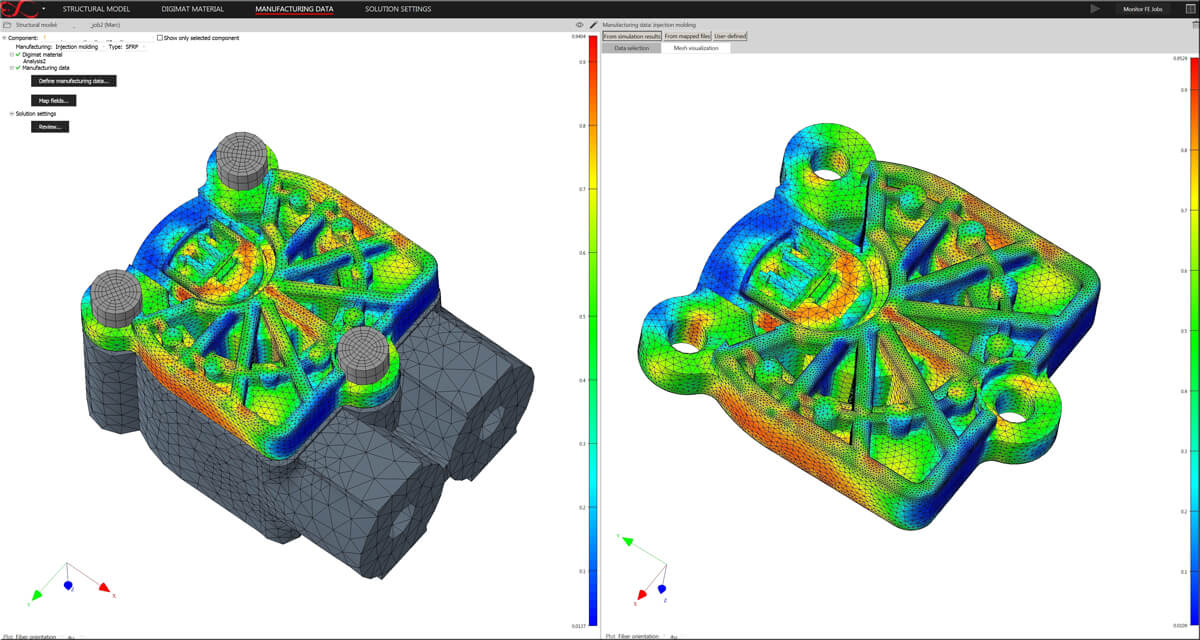 STRUCTURAL MODEL DIGIMAT MATERIAL MANUFACTURING DATA SOLUTION SETTINGS Monitor FE Jobs
Structural model: _job2 (Marc)
Component:
Show only selected component
Manufacturing: Injection molding Type: SFRP
Digimat material
Analysis2
Manufacturing data
Define manufacturing data...
Map fields...
Solution settings
Review...
0.9404
0.9
0.8
0.7
0.6
0.5
0.4
0.3
0.2
0.1
0.0137
Z
X
Y
Plot Fiber orientation
Manufacturing data: injection molding
From simulation results From mapped files User-defined
Data selection Mesh visualization
0.9529
0.9
0.8
0.7
0.6
0.5
0.4
0.3
0.2
0.1
Y
X
Z
Plot Fiber orientation